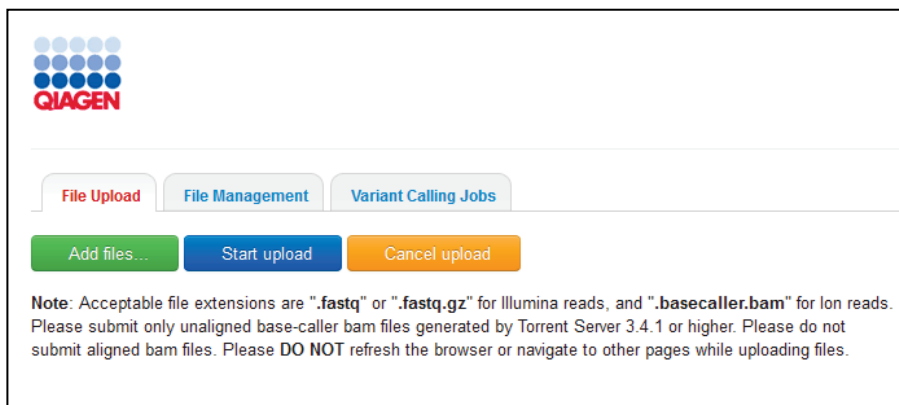 QIAGEN
File Upload File Management Variant Calling Jobs
Add files... Start upload Cancel upload
Note: Acceptable file extensions are ".fastq" or ".fastq.gz" for Illumina reads, and ".basecaller.bam" for Ion reads.
Please submit only unaligned base-caller bam files generated by Torrent Server 3.4.1 or higher. Please do not
submit aligned bam files. Please DO NOT refresh the browser or navigate to other pages while uploading files.